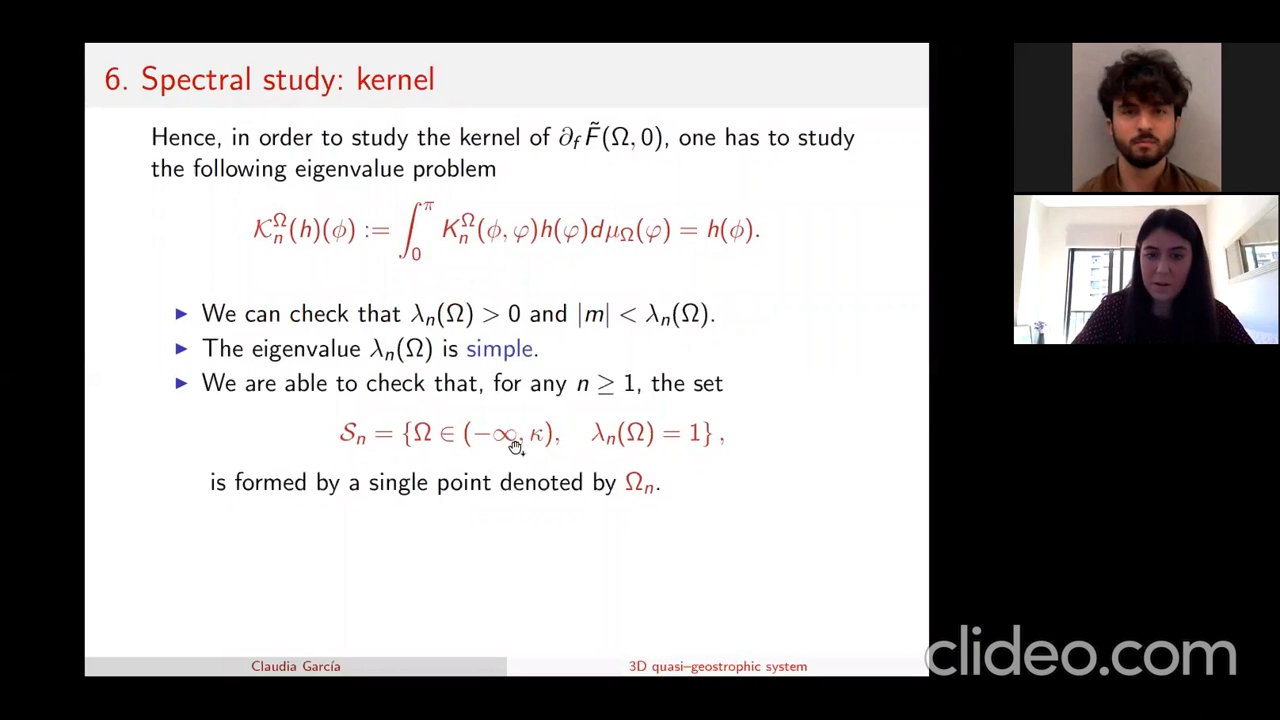 6. Spectral study: kernel
Hence, in order to study the kernel of ∂_f F̃(Ω, 0), one has to study
the following eigenvalue problem
𝒦_n^Ω(h)(ϕ) := ∫_0^π K_n^Ω(ϕ, φ)h(φ)dμ_Ω(φ) = h(ϕ).
▶ We can check that λ_n(Ω) > 0 and |m| < λ_n(Ω).
▶ The eigenvalue λ_n(Ω) is simple.
▶ We are able to check that, for any n ≥ 1, the set
𝒮_n = {Ω ∈ (−∞, κ), λ_n(Ω) = 1} ,
is formed by a single point denoted by Ω_n.
Claudia García
3D quasi–geostrophic system
clideo.com